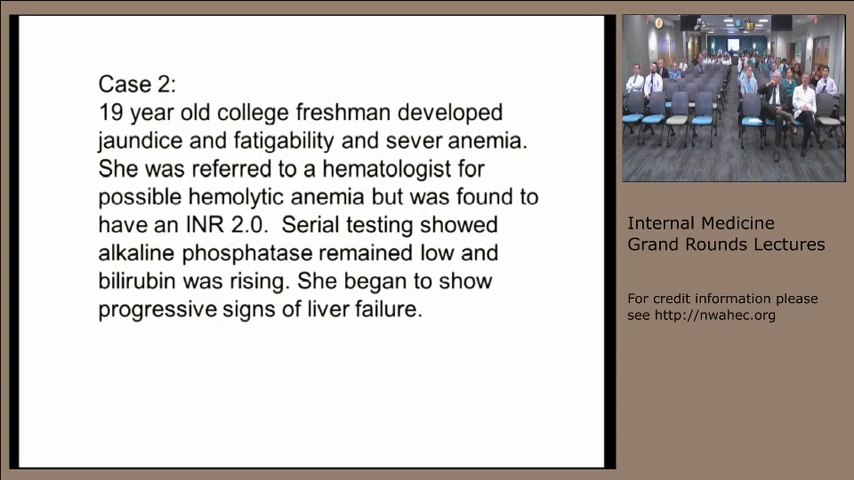 Case 2:
19 year old college freshman developed
jaundice and fatigability and sever anemia.
She was referred to a hematologist for
possible hemolytic anemia but was found to
have an INR 2.0.  Serial testing showed
alkaline phosphatase remained low and
bilirubin was rising. She began to show
progressive signs of liver failure.
Internal Medicine
Grand Rounds Lectures
For credit information please
see http://nwahec.org